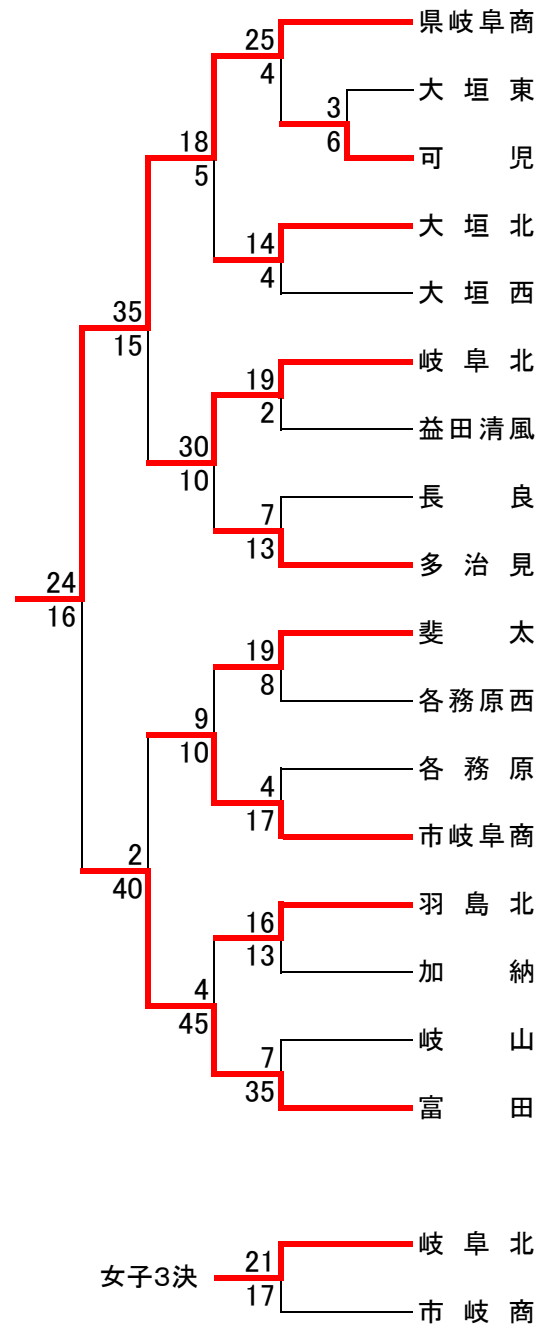 県岐阜商
25
4
大垣東
3
6
18
5
可児
大垣北
14
4
大垣西
35
15
岐阜北
19
2
益田清風
30
10
長良
7
13
多治見
24
16
斐太
19
8
各務原西
9
10
各務原
4
17
市岐阜商
2
40
羽島北
16
13
加納
4
45
岐山
7
35
富田
岐阜北
女子3決
21
17
市岐商